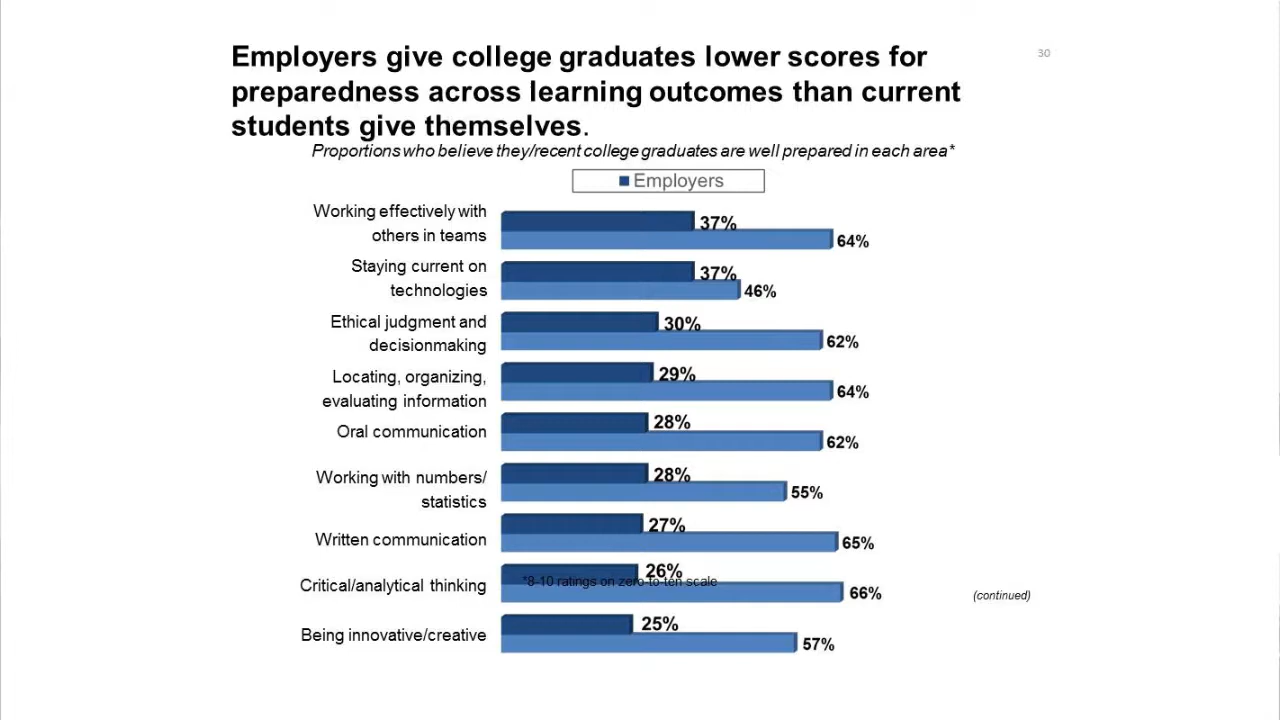 30
Employers give college graduates lower scores for
preparedness across learning outcomes than current
students give themselves.
Proportions who believe they/recent college graduates are well prepared in each area*
Employers
Working effectively with
others in teams
37%
64%
Staying current on
technologies
37%
46%
Ethical judgment and
decisionmaking
30%
62%
Locating, organizing,
evaluating information
29%
64%
Oral communication
28%
62%
Working with numbers/
statistics
28%
55%
Written communication
27%
65%
Critical/analytical thinking
26%
66%
*8-10 ratings on zero-to-ten scale
(continued)
Being innovative/creative
25%
57%